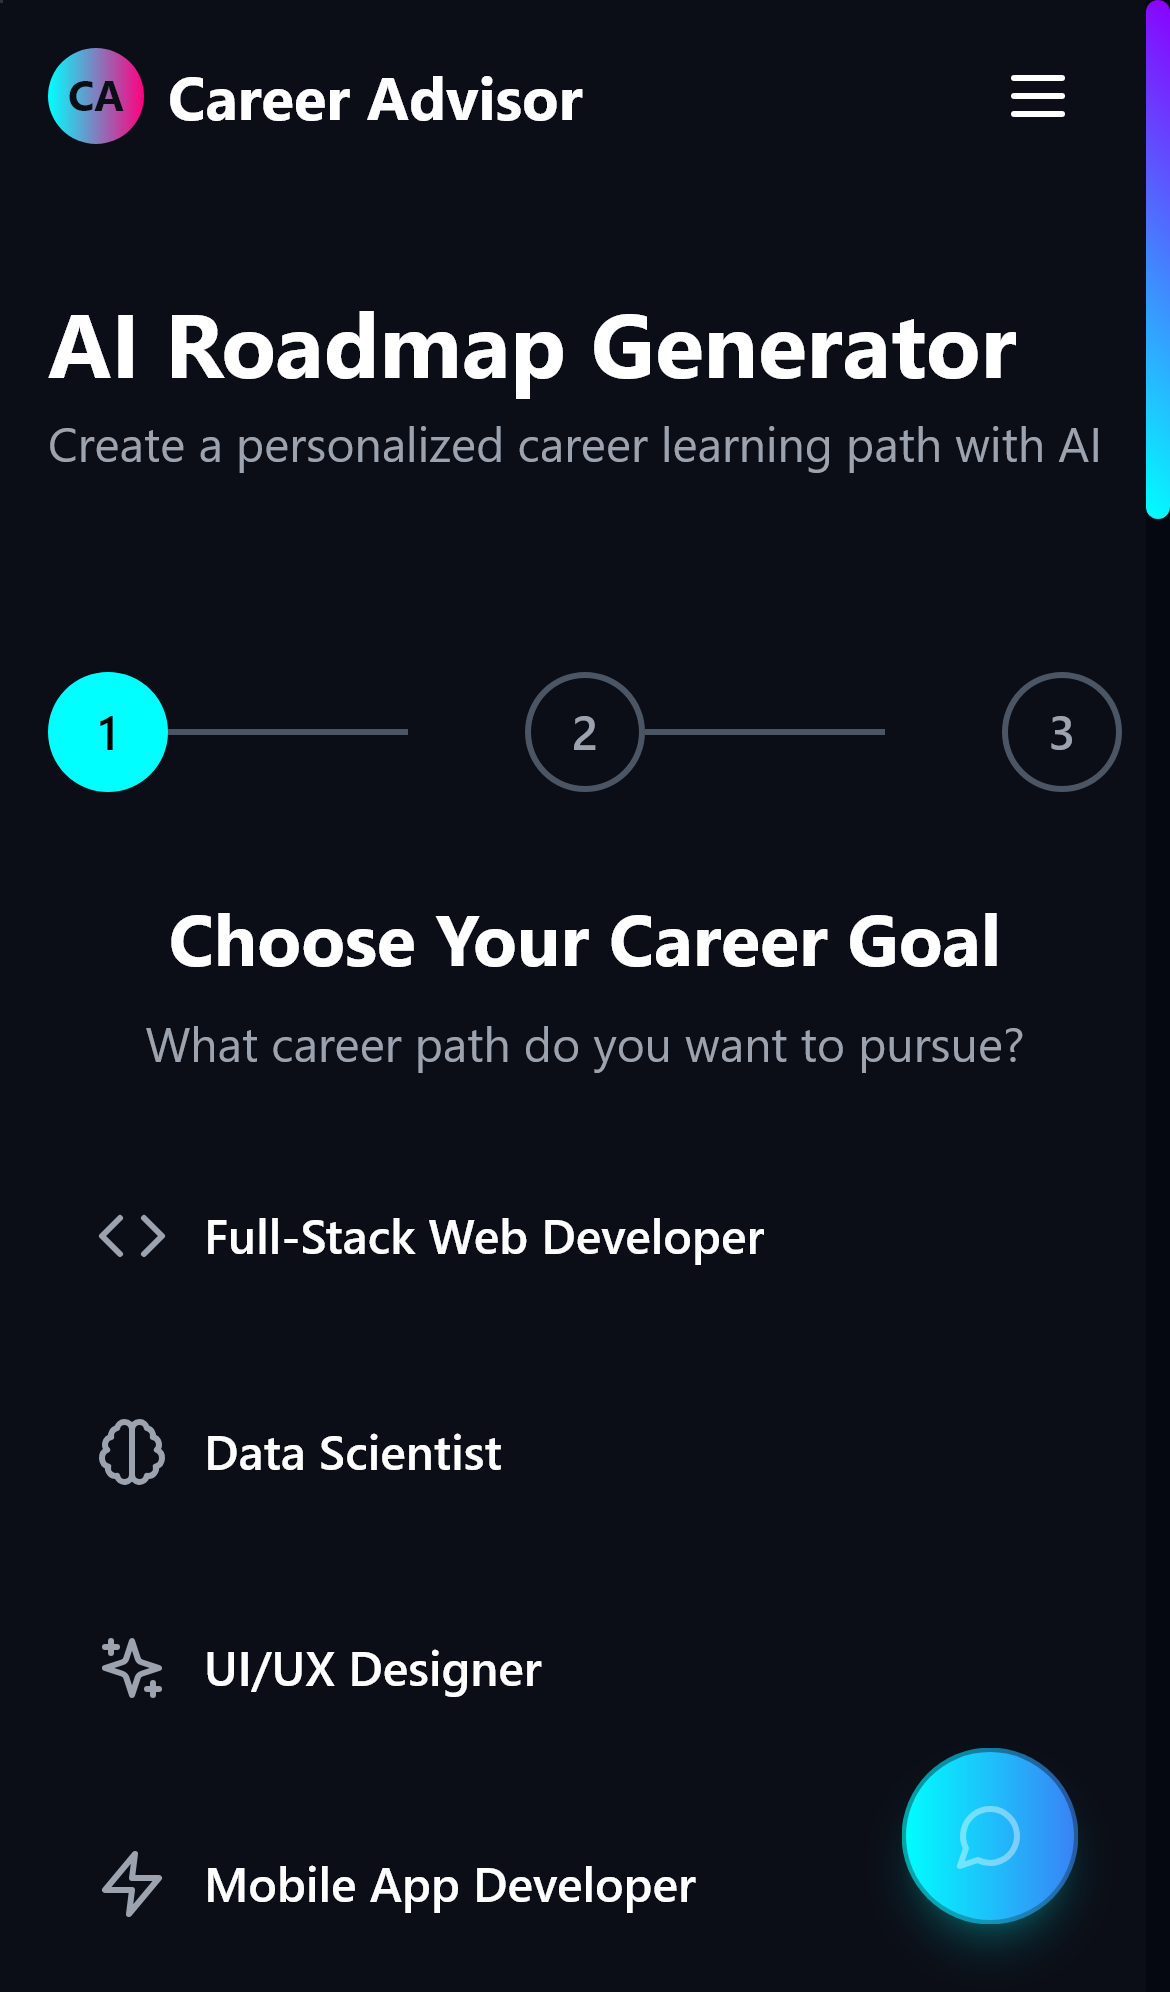 CA Career Advisor
AI Roadmap Generator
Create a personalized career learning path with AI
1 2 3
Choose Your Career Goal
What career path do you want to pursue?
Full-Stack Web Developer
Data Scientist
UI/UX Designer
Mobile App Developer